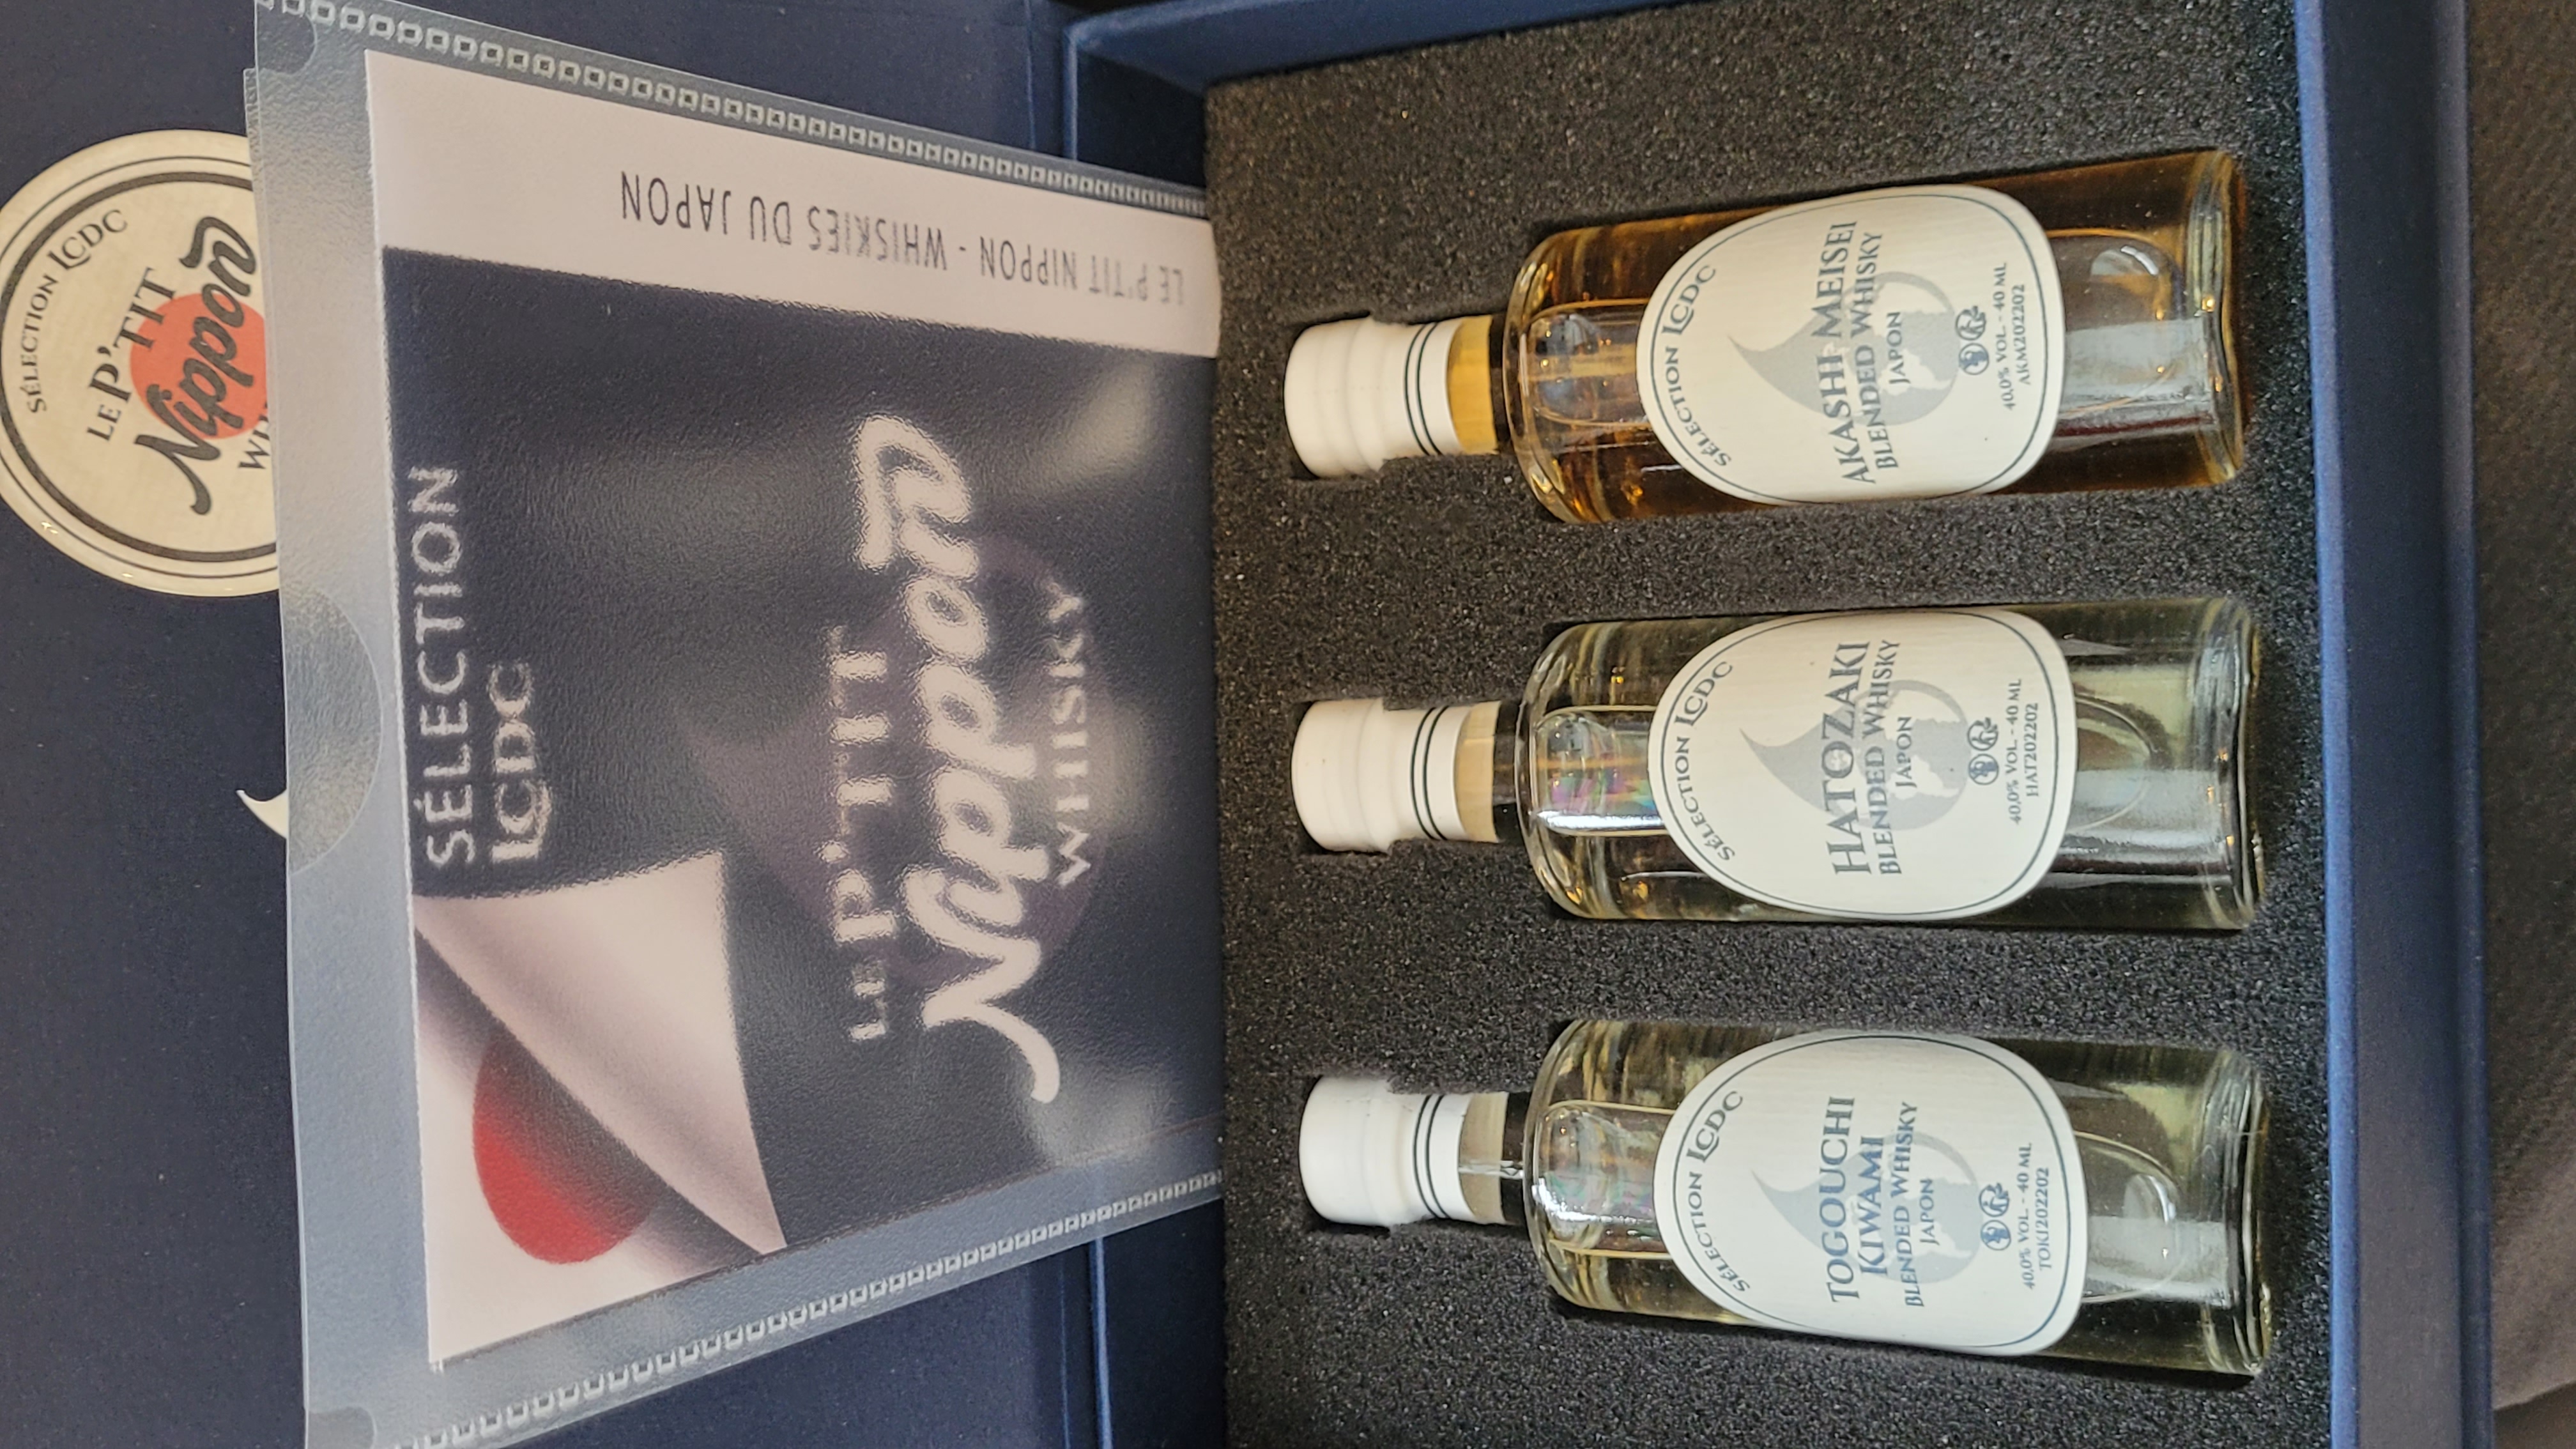 SÉLECTION LCDC
LE P'TIT
Nippon
SÉLECTION
LCDC
LE P'TIT
Nippon
WHISKY
LE P'TIT NIPPON - WHISKIES DU JAPON
SÉLECTION LCDC
TOGOUCHI
KIWAMI
BLENDED WHISKY
JAPON
40,0% VOL. - 40 ML
TOKI202202
SÉLECTION LCDC
HATOZAKI
BLENDED WHISKY
JAPON
40,0% VOL. - 40 ML
HAT202202
SÉLECTION LCDC
AKASHI MEISEI
BLENDED WHISKY
JAPON
40,0% VOL. - 40 ML
AKM202202